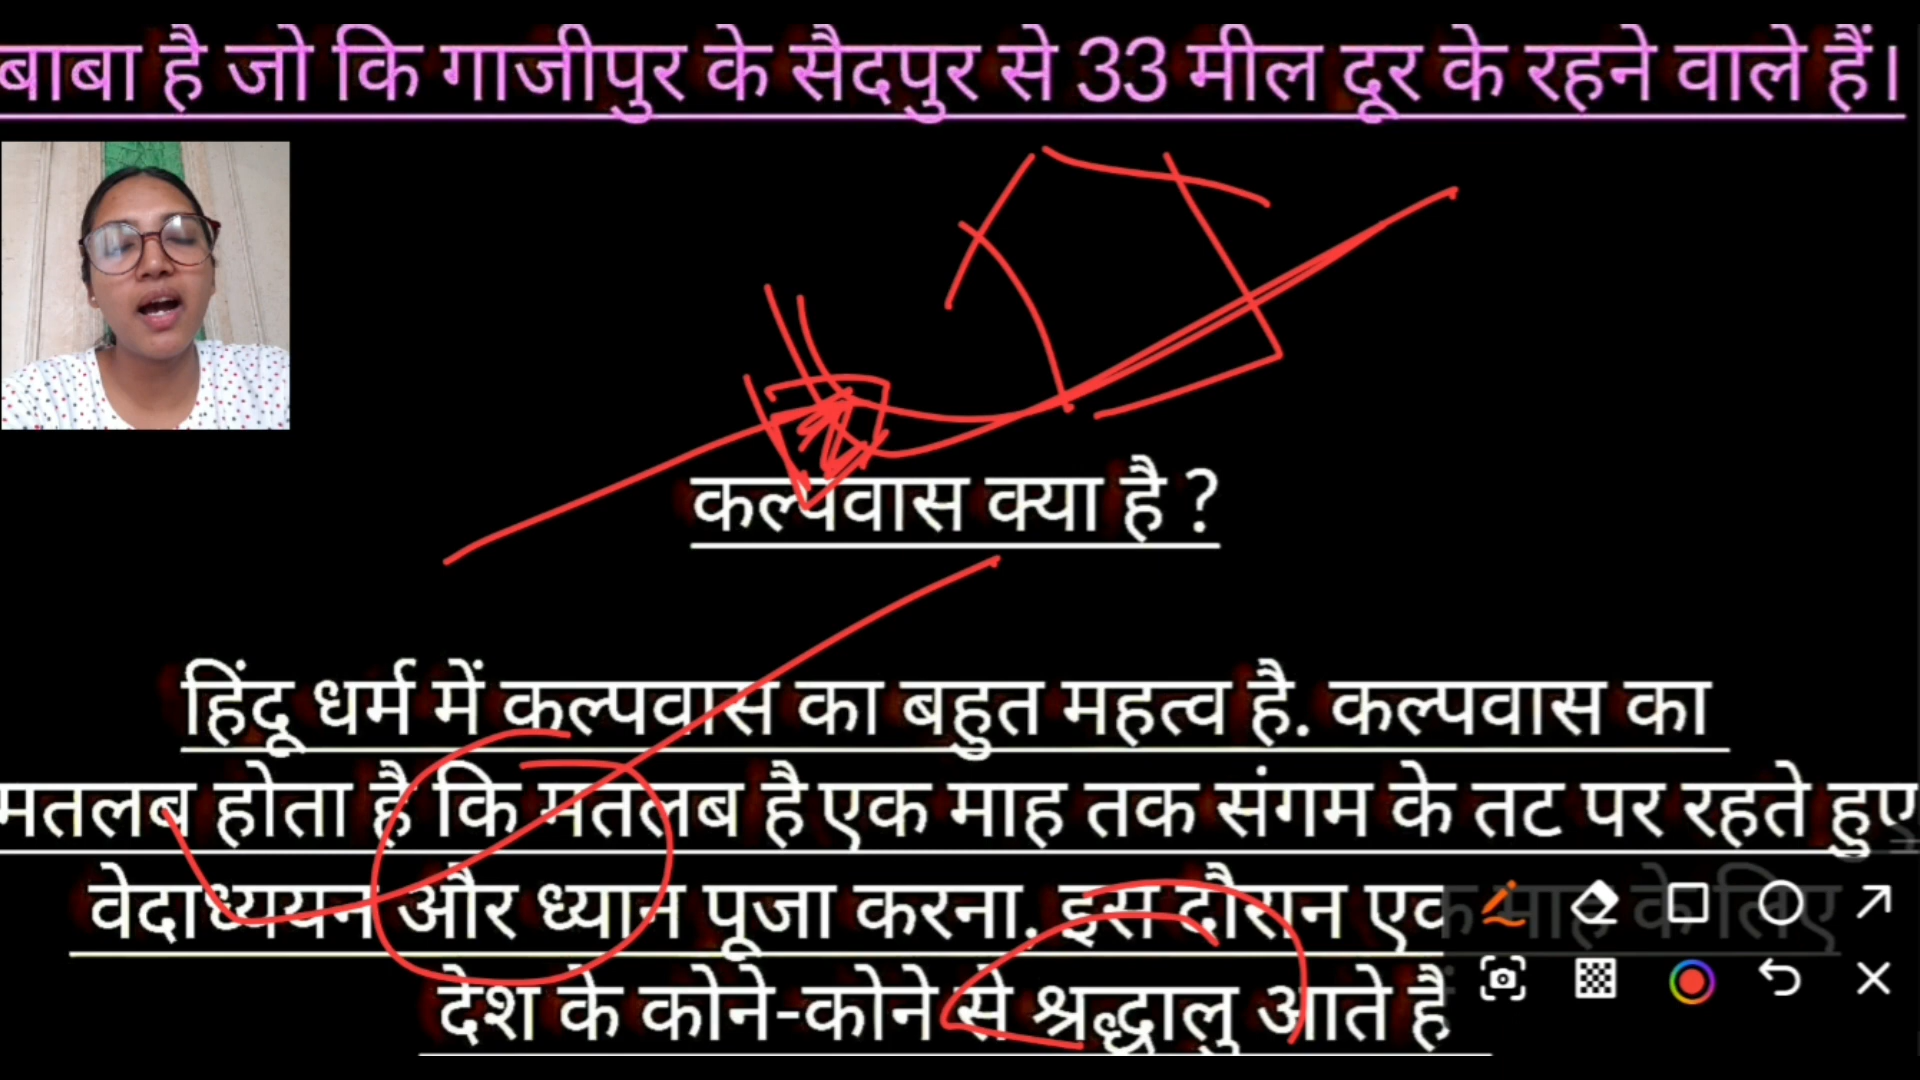 बाबा है जो कि गाजीपुर के सैदपुर से 33 मील दूर के रहने वाले हैं।
कल्पवास क्या है ?
हिंदू धर्म में कल्पवास का बहुत महत्व है. कल्पवास का
मतलब होता है कि मतलब है एक माह तक संगम के तट पर रहते हुए
वेदाध्ययन और ध्यान पूजा करना. इस दौरान एक माह के लिए
देश के कोने-कोने से श्रद्धालु आते है